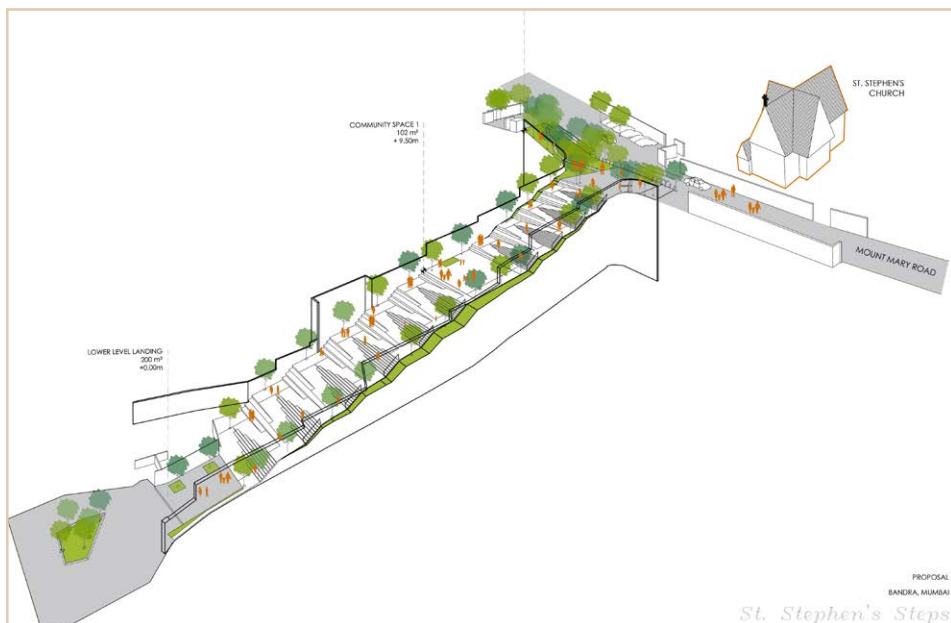 ST. STEPHEN'S
CHURCH
COMMUNITY SPACE 1
102 m²
+ 9.50m
MOUNT MARY ROAD
LOWER LEVEL LANDING
200 m²
+0.00m
PROPOSAL
BANDRA, MUMBAI
St. Stephen's Steps